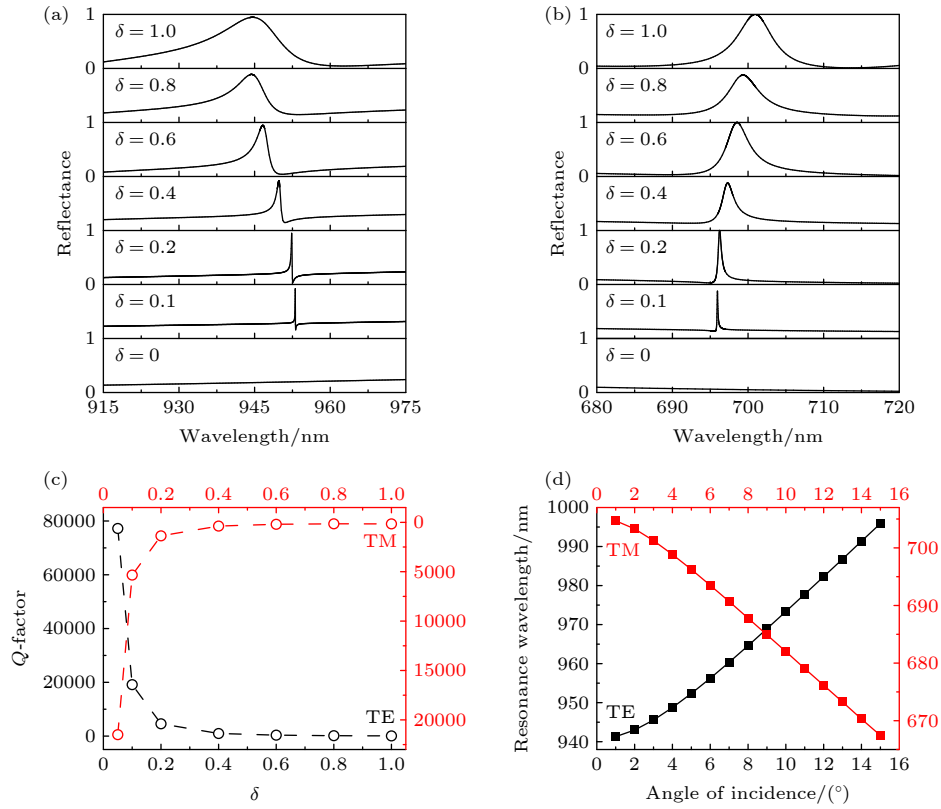 (a)
1
δ = 1.0
0
δ = 0.8
1
δ = 0.6
0
δ = 0.4
1
δ = 0.2
0
δ = 0.1
1
δ = 0
0
915 930 945 960 975
Wavelength/nm
Reflectance
(b)
1
δ = 1.0
0
δ = 0.8
1
δ = 0.6
0
δ = 0.4
1
δ = 0.2
0
δ = 0.1
1
δ = 0
0
680 690 700 710 720
Wavelength/nm
Reflectance
(c)
0 0.2 0.4 0.6 0.8 1.0
80000
60000
40000
20000
0
Q-factor
TM
TE
0
5000
10000
15000
20000
0 0.2 0.4 0.6 0.8 1.0
δ
(d)
0 2 4 6 8 10 12 14 16
1000
990
980
970
960
950
940
Resonance wavelength/nm
TM
TE
700
690
680
670
0 2 4 6 8 10 12 14 16
Angle of incidence/(°)